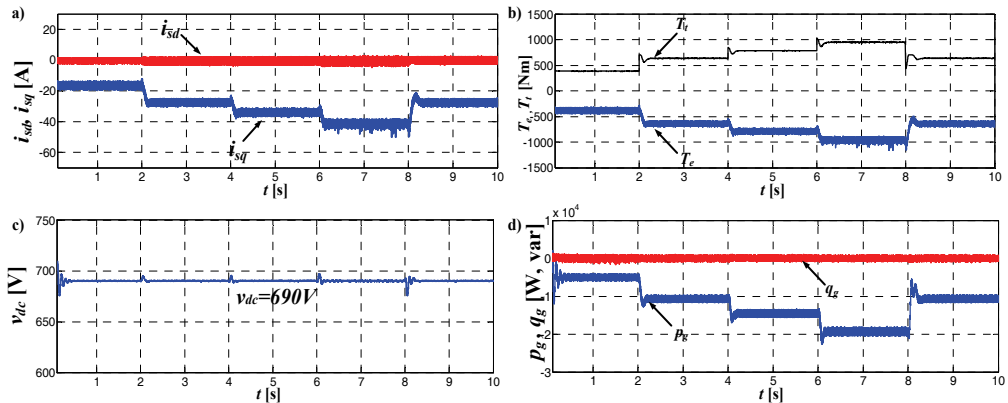 a)
i_sd, i_sq [A]
20
0
-20
-40
-60
i_sd
i_sq
1 2 3 4 5 6 7 8 9 10
t [s]
b)
T_e, T_t [Nm]
1500
1000
500
0
-500
-1000
-1500
T_t
T_e
1 2 3 4 5 6 7 8 9 10
t [s]
c)
v_dc [V]
750
700
650
600
v_dc=690V
1 2 3 4 5 6 7 8 9 10
t [s]
d)
p_g, q_g [W, var]
x 10^4
1
0
1
2
-3
q_g
p_g
1 2 3 4 5 6 7 8 9 10
t [s]